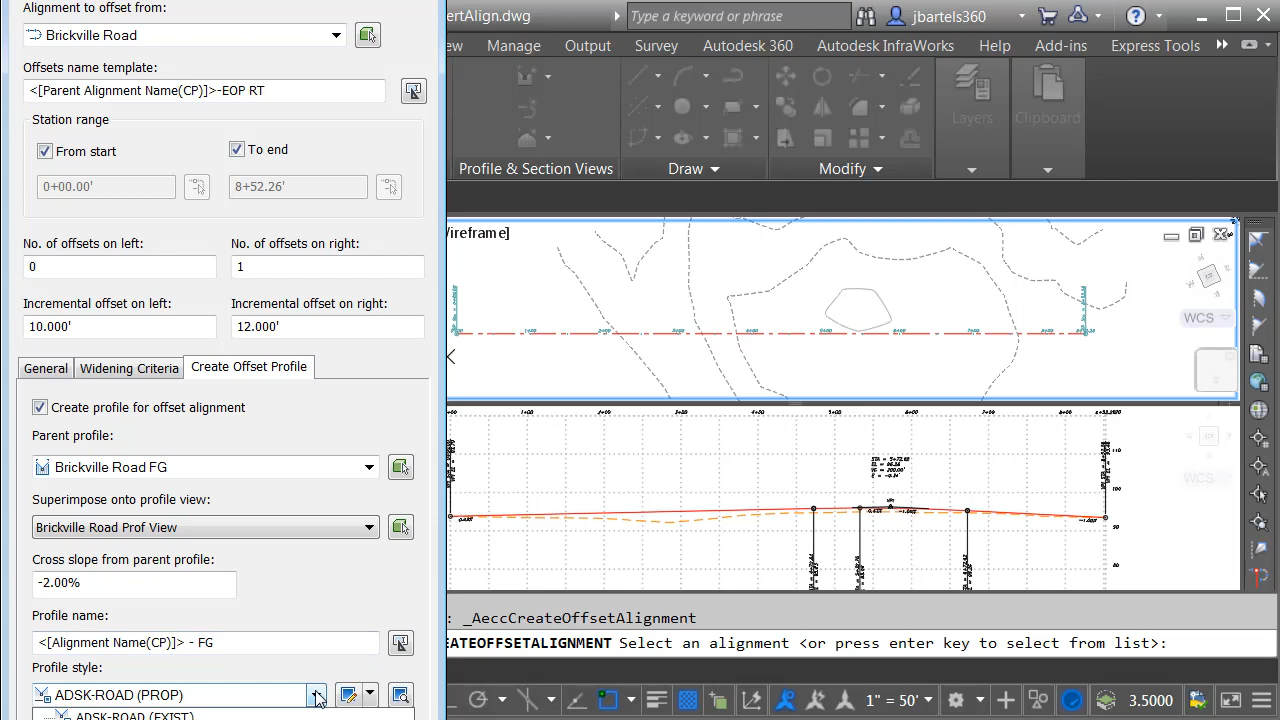 Alignment to offset from:
Brickville Road
Offsets name template:
<[Parent Alignment Name(CP)]>-EOP RT
Station range
From start
To end
0+00.00'
8+52.26'
No. of offsets on left:
No. of offsets on right:
0
1
Incremental offset on left:
Incremental offset on right:
10.000'
12.000'
General
Widening Criteria
Create Offset Profile
Create profile for offset alignment
Parent profile:
Brickville Road FG
Superimpose onto profile view:
Brickville Road Prof View
Cross slope from parent profile:
-2.00%
Profile name:
<[Alignment Name(CP)]> - FG
Profile style:
ADSK-ROAD (PROP)
ADSK-ROAD (EXIST)
ertAlign.dwg
Type a keyword or phrase
jbartels360
ew Manage Output Survey Autodesk 360 Autodesk InfraWorks Help Add-ins Express Tools
Layers
Clipboard
Profile & Section Views
Draw
Modify
Vireframe]
WCS
WCS
: _AeccCreateOffsetAlignment
EATEOFFSETALIGNMENT Select an alignment <or press enter key to select from list>:
1" = 50'
3.5000